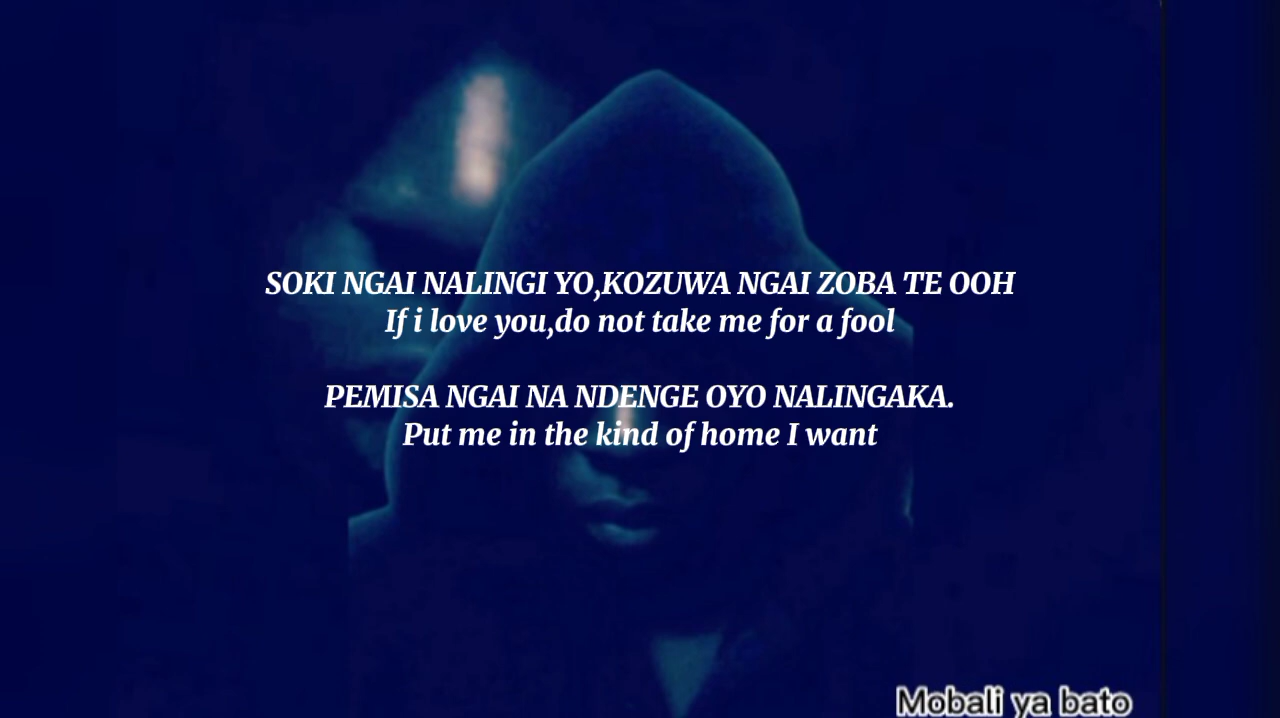 SOKI NGAI NALINGI YO,KOZUWA NGAI ZOBA TE OOH
If i love you,do not take me for a fool
PEMISA NGAI NA NDENGE OYO NALINGAKA.
Put me in the kind of home I want
Mobali ya bato